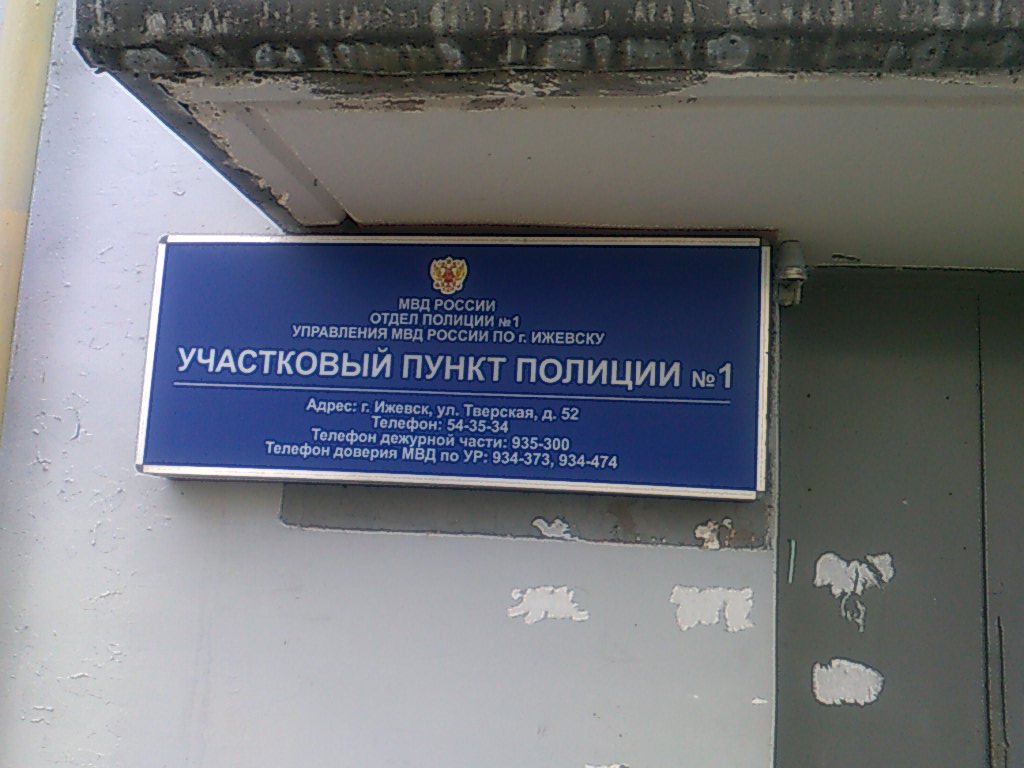 МВД РОССИИ
ОТДЕЛ ПОЛИЦИИ №1
УПРАВЛЕНИЯ МВД РОССИИ ПО г. ИЖЕВСКУ
УЧАСТКОВЫЙ ПУНКТ ПОЛИЦИИ №1
Адрес: г. Ижевск, ул. Тверская, д. 52
Телефон: 54-35-34
Телефон дежурной части: 935-300
Телефон доверия МВД по УР: 934-373, 934-474